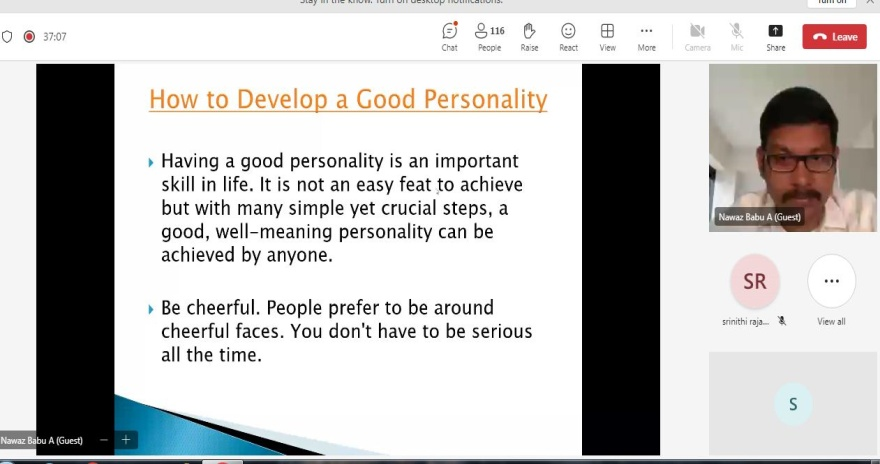 Stay in the know. Turn on desktop notifications.
Turn on
37:07
Chat
116
People
Raise
React
View
More
Camera
Mic
Share
Leave
How to Develop a Good Personality
Having a good personality is an important
skill in life. It is not an easy feat to achieve
but with many simple yet crucial steps, a
good, well-meaning personality can be
achieved by anyone.
Be cheerful. People prefer to be around
cheerful faces. You don't have to be serious
all the time.
Nawaz Babu A (Guest)
SR
srinithi raja...
View all
S
Nawaz Babu A (Guest)